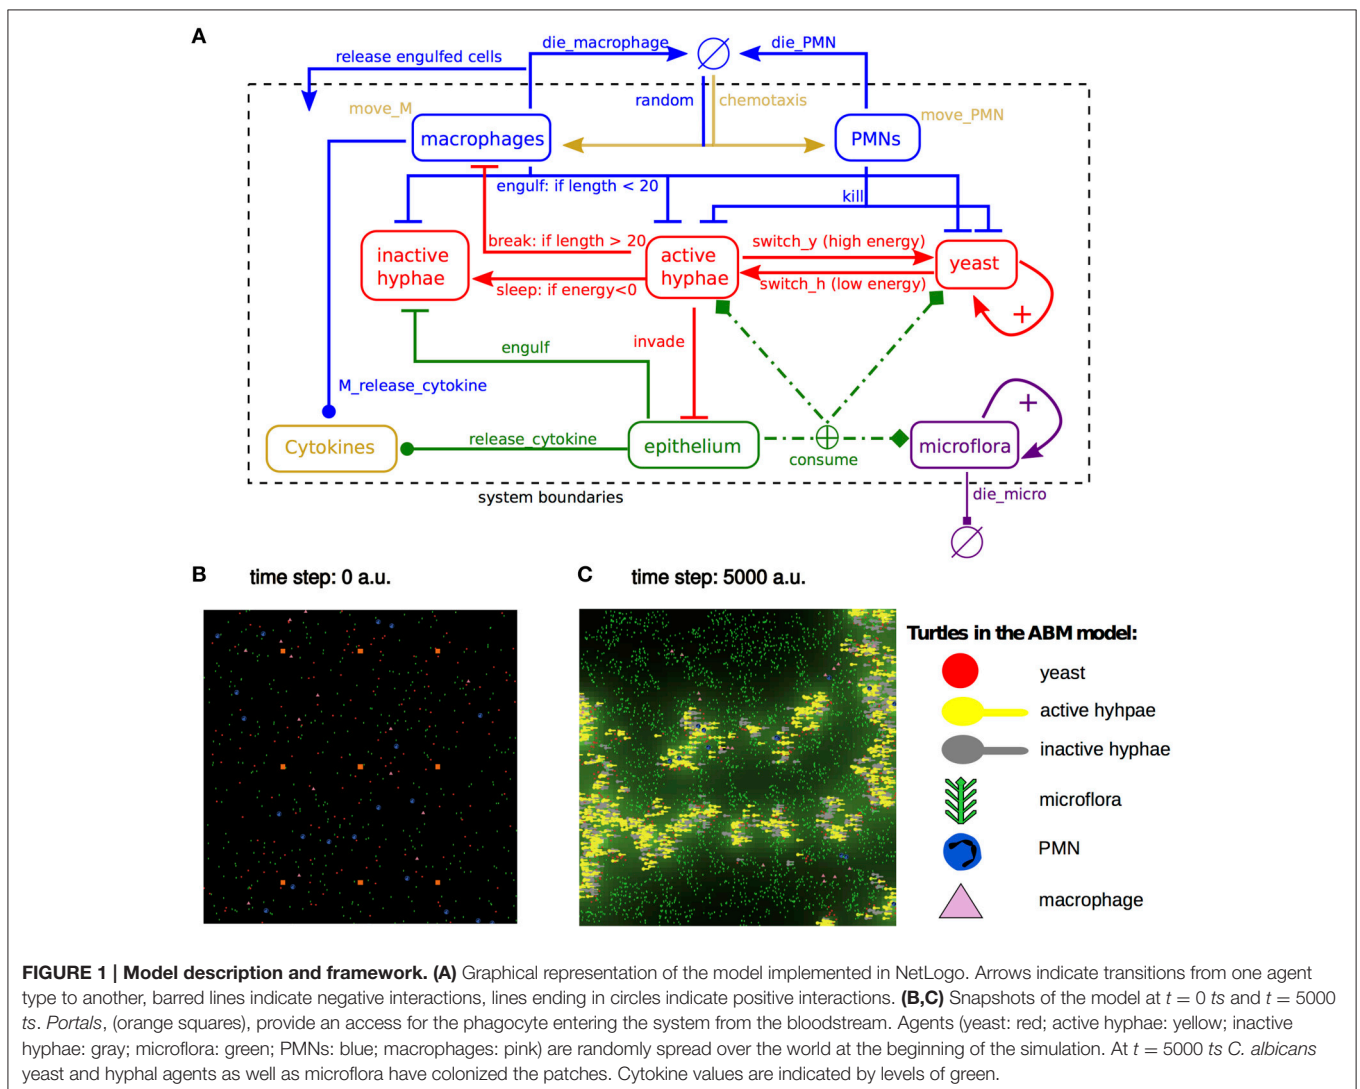 A
die_macrophage
die_PMN
release engulfed cells
random
chemotaxis
move_M
move_PMN
macrophages
PMNs
engulf: if length < 20
kill
inactive
hyphae
break: if length > 20
active
hyphae
switch_y (high energy)
yeast
sleep: if energy<0
switch_h (low energy)
+
invade
engulf
M_release_cytokine
+
Cytokines
release_cytokine
epithelium
consume
microflora
system boundaries
die_micro
B time step: 0 a.u.
C time step: 5000 a.u.
Turtles in the ABM model:
yeast
active hyhpae
inactive hyphae
microflora
PMN
macrophage
FIGURE 1 | Model description and framework. (A) Graphical representation of the model implemented in NetLogo. Arrows indicate transitions from one agent
type to another, barred lines indicate negative interactions, lines ending in circles indicate positive interactions. (B,C) Snapshots of the model at t = 0 ts and t = 5000
ts. Portals, (orange squares), provide an access for the phagocyte entering the system from the bloodstream. Agents (yeast: red; active hyphae: yellow; inactive
hyphae: gray; microflora: green; PMNs: blue; macrophages: pink) are randomly spread over the world at the beginning of the simulation. At t = 5000 ts C. albicans
yeast and hyphal agents as well as microflora have colonized the patches. Cytokine values are indicated by levels of green.